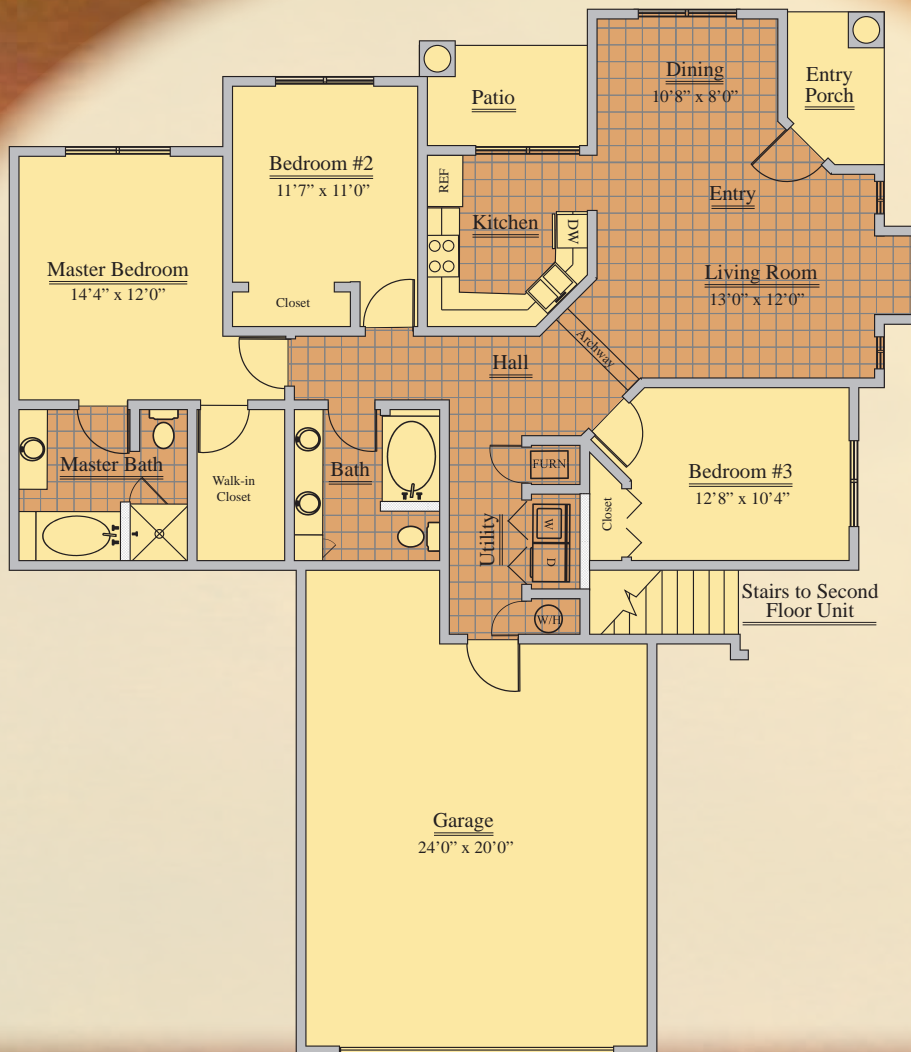 Dining
10’8” x 8’0”
Entry
Porch
Patio
Bedroom #2
11’7” x 11’0”
REF
Kitchen
DW
Entry
Master Bedroom
14’4” x 12’0”
Living Room
13’0” x 12’0”
Closet
Archway
Hall
Master Bath
Bath
FURN
Bedroom #3
12’8” x 10’4”
Walk-in
Closet
Closet
Utility
W
D
W/H
Stairs to Second
Floor Unit
Garage
24’0” x 20’0”